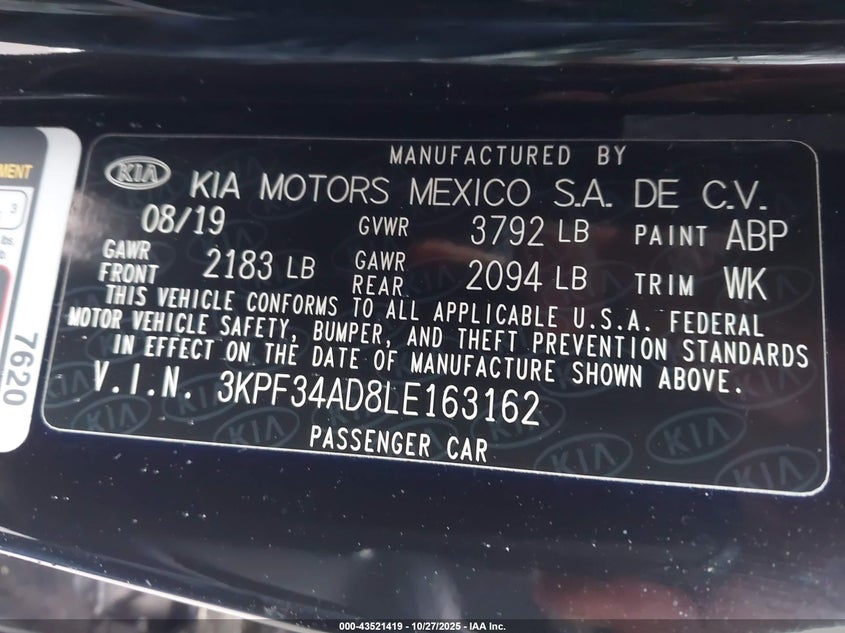 MANUFACTURED BY
KIA KIA MOTORS MEXICO S.A. DE C.V.
08/19 GVWR 3792 LB PAINT ABP
GAWR FRONT 2183 LB GAWR REAR 2094 LB TRIM WK
THIS VEHICLE CONFORMS TO ALL APPLICABLE U.S.A. FEDERAL
MOTOR VEHICLE SAFETY, BUMPER, AND THEFT PREVENTION STANDARDS
IN EFFECT ON THE DATE OF MANUFACTURE SHOWN ABOVE.
V.I.N. 3KPF34AD8LE163162
PASSENGER CAR
MENT
3
lbs.
7620
000-43521419 - 10/27/2025 - IAA Inc.